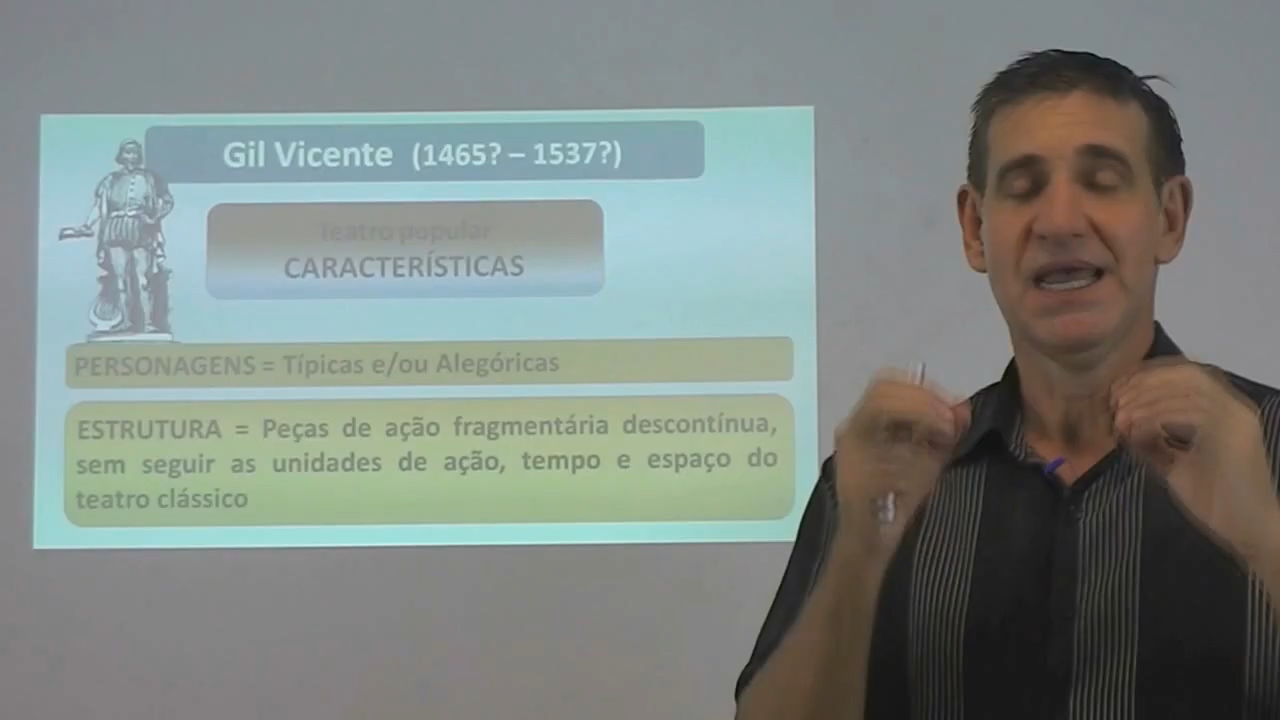 Gil Vicente (1465? – 1537?)
Teatro popular
CARACTERÍSTICAS
PERSONAGENS = Típicas e/ou Alegóricas
ESTRUTURA = Peças de ação fragmentária descontínua,
sem seguir as unidades de ação, tempo e espaço do
teatro clássico